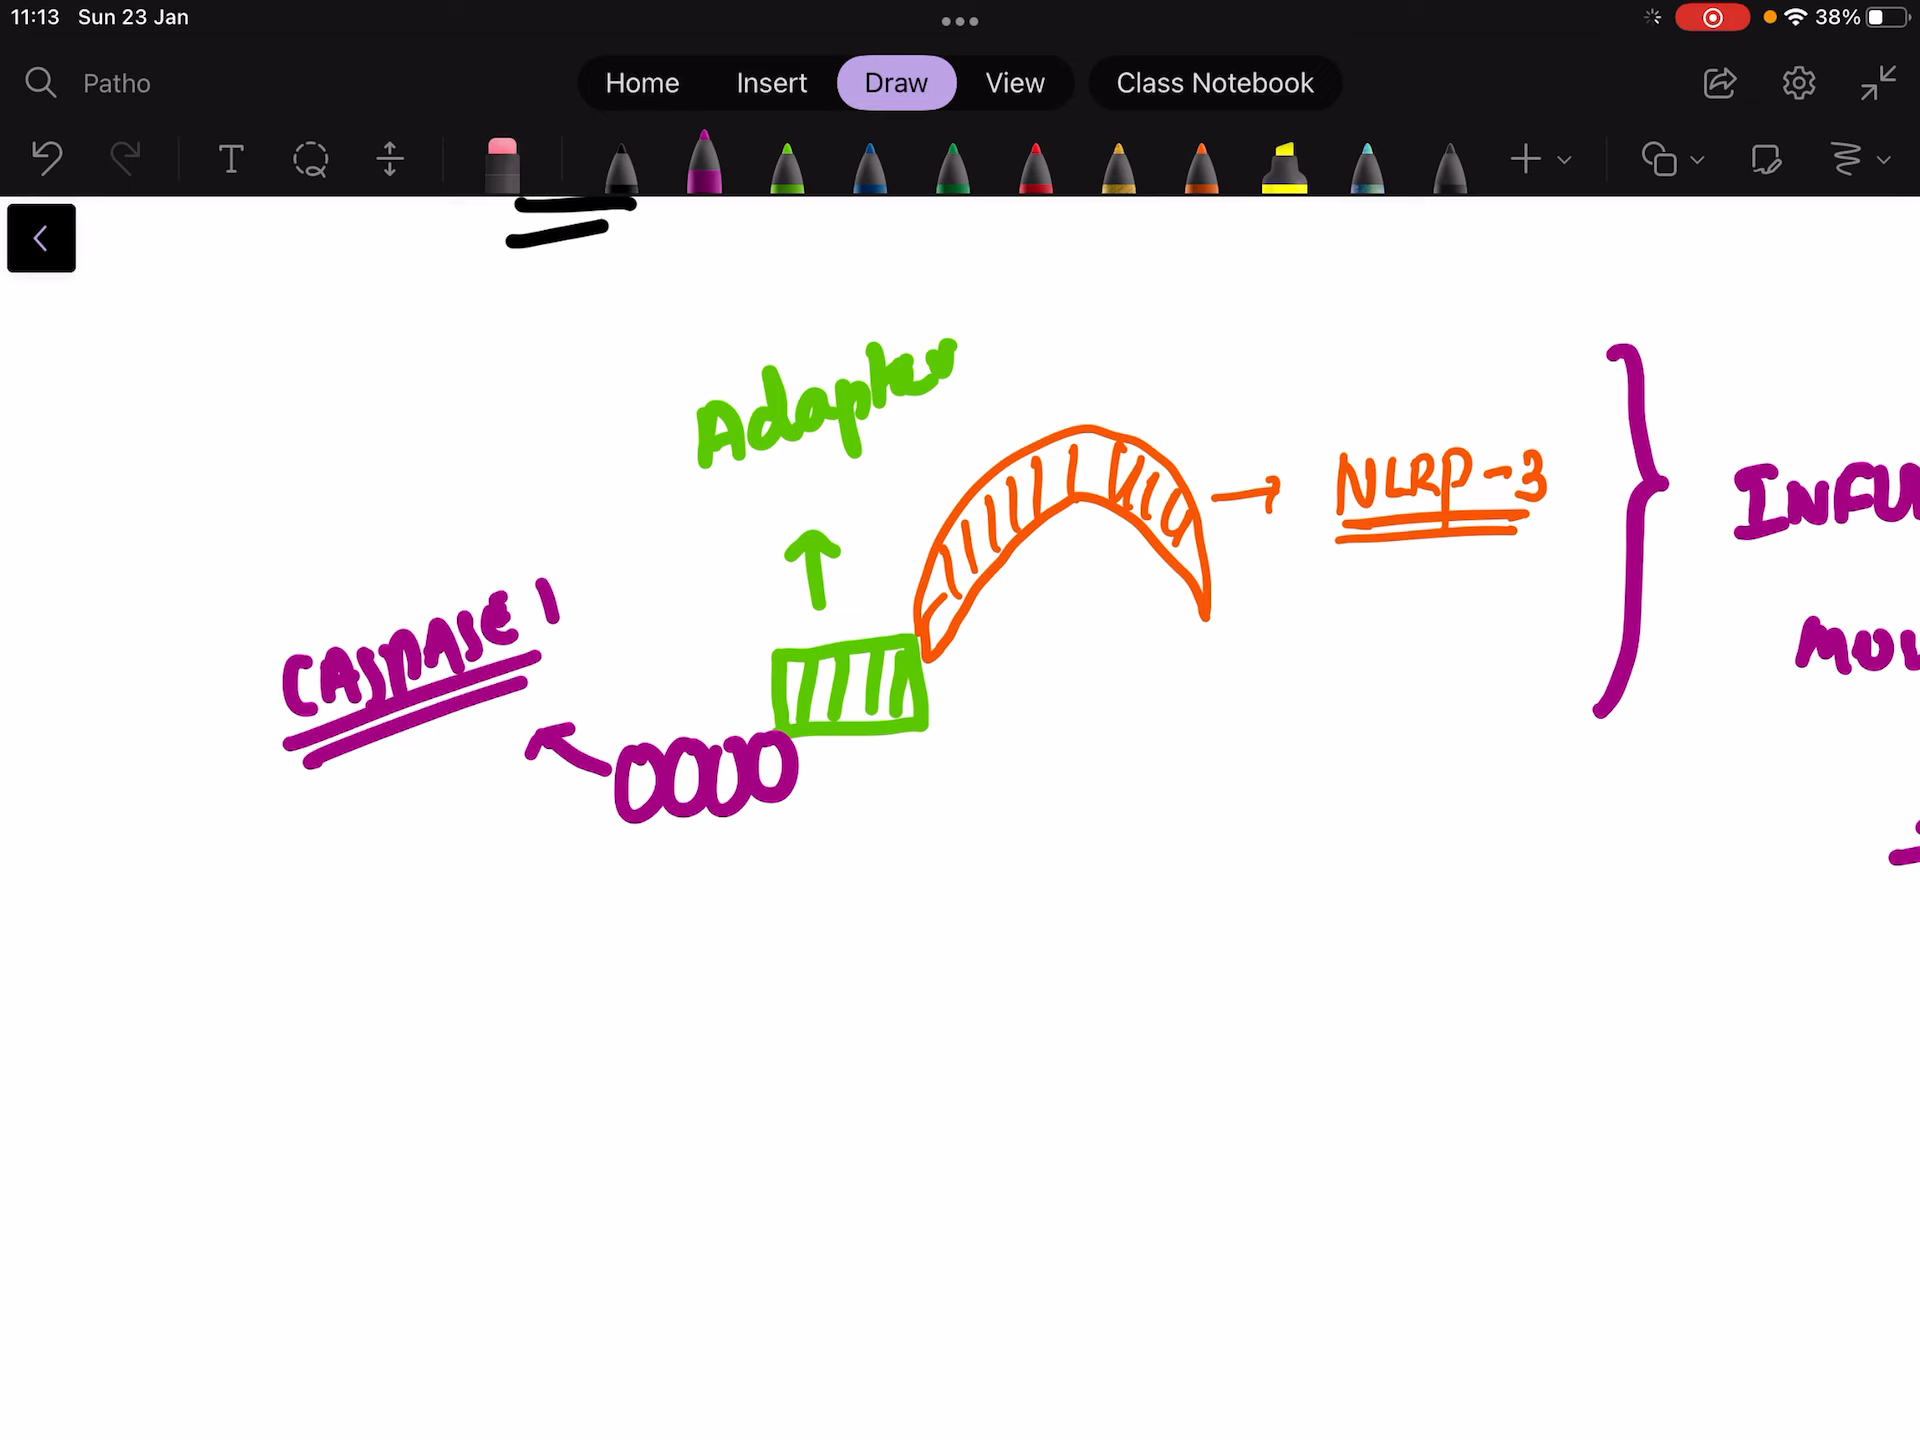 11:13 Sun 23 Jan
38%
Patho
Home Insert Draw View Class Notebook
T
Adapter
NLRP-3
CASPASE 1